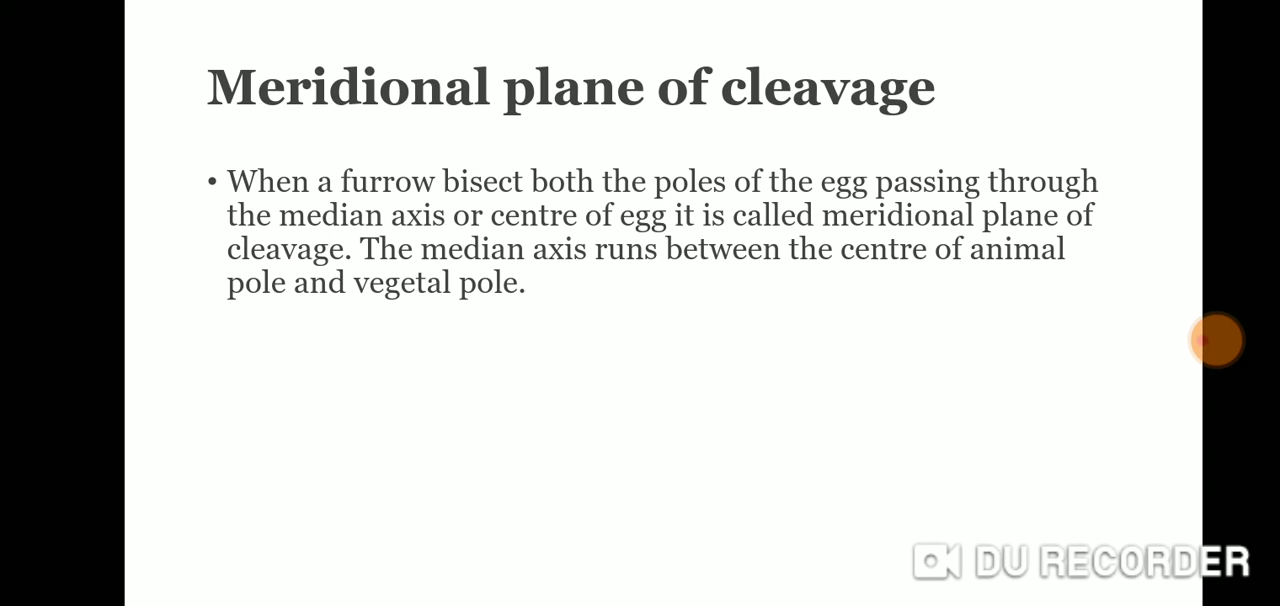 Meridional plane of cleavage
• When a furrow bisect both the poles of the egg passing through
the median axis or centre of egg it is called meridional plane of
cleavage. The median axis runs between the centre of animal
pole and vegetal pole.
DU RECORDER